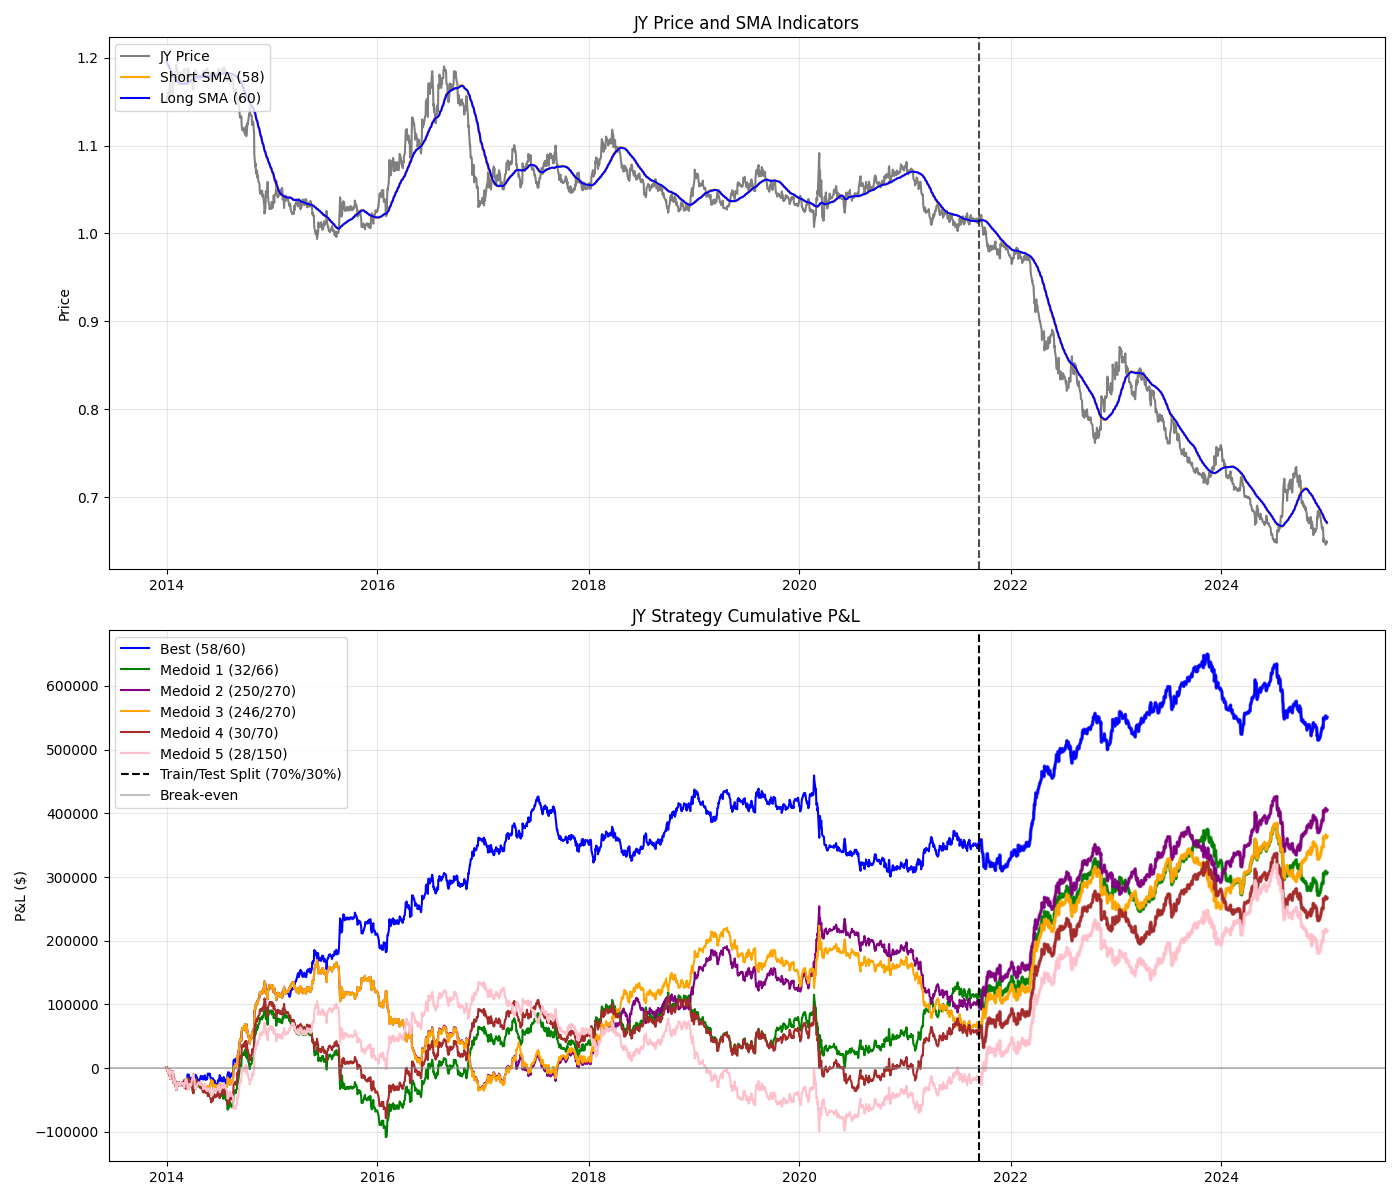 JY Price and SMA Indicators
JY Price
Short SMA (58)
Long SMA (60)
Price
1.2
1.1
1.0
0.9
0.8
0.7
2014
2016
2018
2020
2022
2024
JY Strategy Cumulative P&L
Best (58/60)
Medoid 1 (32/66)
Medoid 2 (250/270)
Medoid 3 (246/270)
Medoid 4 (30/70)
Medoid 5 (28/150)
Train/Test Split (70%/30%)
Break-even
P&L ($)
600000
500000
400000
300000
200000
100000
0
−100000
2014
2016
2018
2020
2022
2024